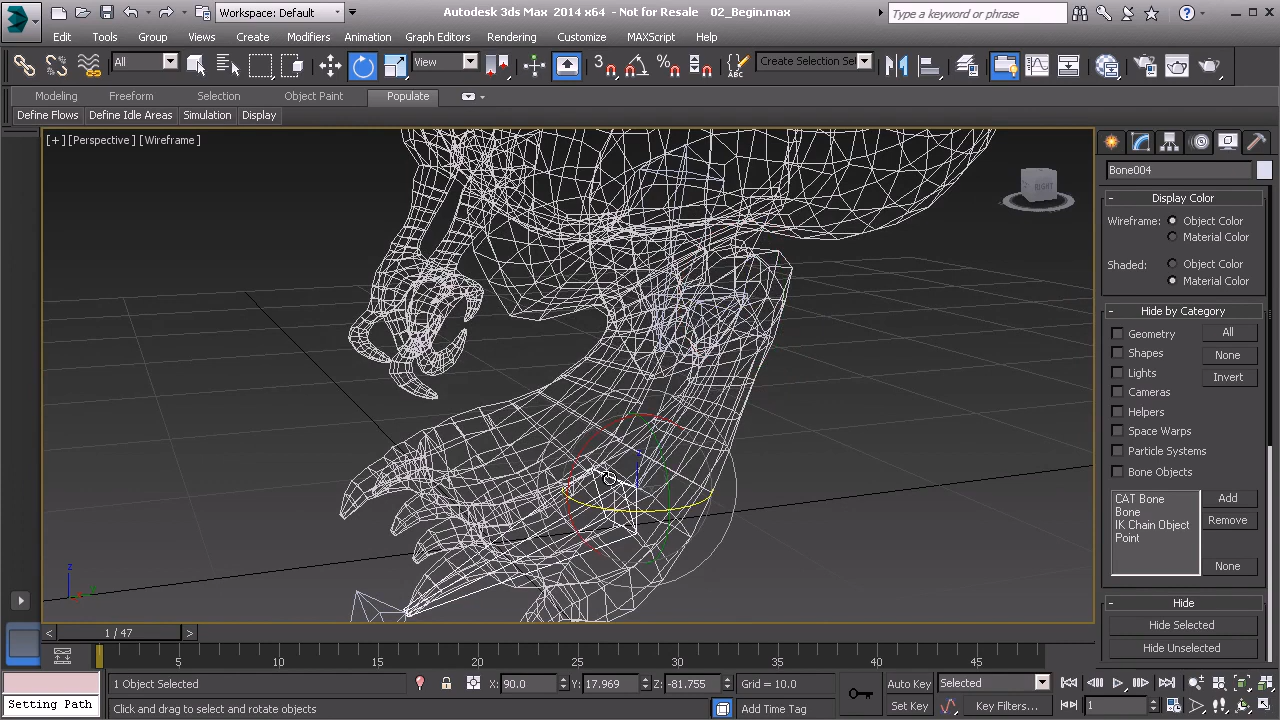 Workspace: Default
Autodesk 3ds Max 2014 x64 - Not for Resale 02_Begin.max
Type a keyword or phrase
Edit Tools Group Views Create Modifiers Animation Graph Editors Rendering Customize MAXScript Help
All
View
3
Create Selection Se
Modeling Freeform Selection Object Paint Populate
Define Flows Define Idle Areas Simulation Display
[+] [Perspective] [Wireframe]
RIGHT
Bone004
- Display Color
Wireframe: Object Color
Material Color
Shaded: Object Color
Material Color
- Hide by Category
Geometry All
Shapes None
Lights Invert
Cameras
Helpers
Space Warps
Particle Systems
Bone Objects
CAT Bone Add
Bone
IK Chain Object Remove
Point
None
- Hide
Hide Selected
Hide Unselected
z
< 1 / 47 >
5 10 15 20 25 30 35 40 45
1 Object Selected X: 90.0 Y: 17.969 Z: -81.755 Grid = 10.0 Auto Key Selected
Setting Path Click and drag to select and rotate objects Add Time Tag Set Key Key Filters... 1